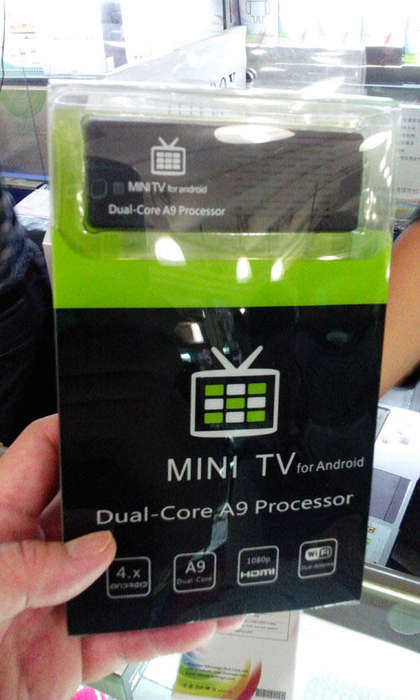 MINI TV for android
Dual-Core A9 Processor
MINI TV for Android
Dual-Core A9 Processor
4.x
ANDROID
A9
Dual-Core
1080p
HDMI
WiFi